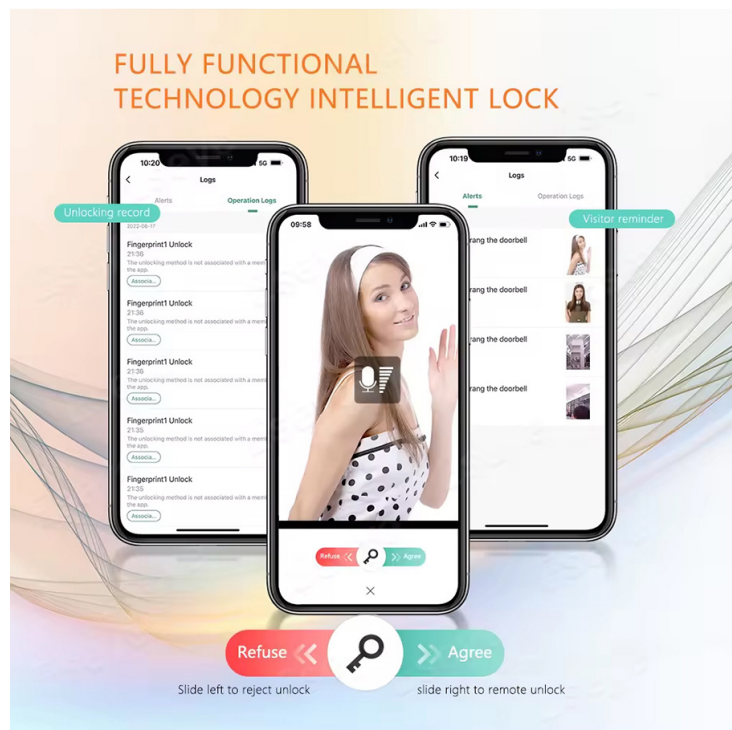 FULLY FUNCTIONAL
TECHNOLOGY INTELLIGENT LOCK
10:20
5G
Logs
Alerts
Operation Logs
Unlocking record
2022-06-17
Fingerprint1 Unlock
21:36
The unlocking method is not associated with a mem
the app.
Associa...
Fingerprint1 Unlock
21:36
The unlocking method is not associated with a mem
the app.
Associa...
Fingerprint1 Unlock
21:36
The unlocking method is not associated with a mem
the app.
Associa...
Fingerprint1 Unlock
21:35
The unlocking method is not associated with a mem
the app.
Associa...
Fingerprint1 Unlock
21:35
The unlocking method is not associated with a mem
the app.
Associa...
09:58
Refuse
Agree
10:19
5G
Logs
Alerts
Operation Logs
Visitor reminder
rang the doorbell
rang the doorbell
rang the doorbell
rang the doorbell
Refuse
Agree
Slide left to reject unlock
slide right to remote unlock